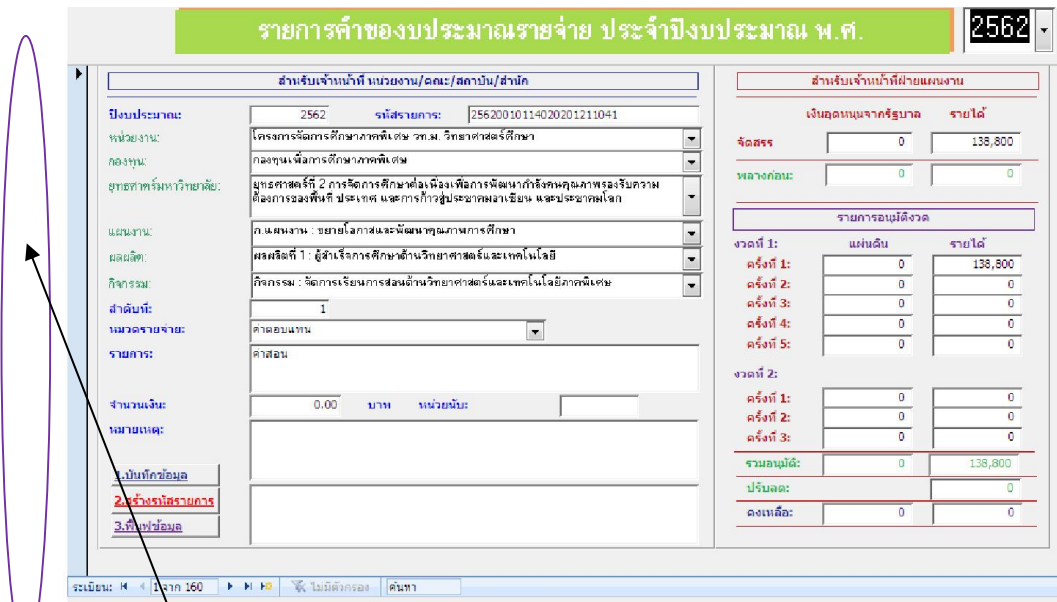 รายการคำของบประมาณรายจ่าย ประจำปีงบประมาณ พ.ศ. 2562
สำหรับเจ้าหน้าที่ หน่วยงาน/คณะ/สถาบัน/สำนัก
ปีงบประมาณ: 2562 รหัสรายการ: 25620010114020201211041
หน่วยงาน: โครงการจัดการศึกษาภาคพิเศษ วท.ม. วิทยาศาสตร์ศึกษา
กองทุน: กองทุนเพื่อการศึกษาภาคพิเศษ
ยุทธศาตร์มหาวิทยาลัย: ยุทธศาสตร์ที่ 2 การจัดการศึกษาต่อเนื่องเพื่อการพัฒนากำลังคนคุณภาพรองรับความ
ต้องการของพื้นที่ ประเทศ และการก้าวสู่ประชาคมอาเซียน และประชาคมโลก
แผนงาน: ก.แผนงาน : ขยายโอกาสและพัฒนาคุณภาพการศึกษา
ผลผลิต: ผลผลิตที่ 1 : ผู้สำเร็จการศึกษาด้านวิทยาศาสตร์และเทคโนโลยี
กิจกรรม: กิจกรรม : จัดการเรียนการสอนด้านวิทยาศาสตร์และเทคโนโลยีภาคพิเศษ
ลำดับที่: 1
หมวดรายจ่าย: ค่าตอบแทน
รายการ: ค่าสอน
จำนวนเงิน: 0.00 บาท หน่วยนับ:
หมายเหตุ:
1.บันทึกข้อมูล
2.สร้างรหัสรายการ
3.พิมพ์ข้อมูล
สำหรับเจ้าหน้าที่ฝ่ายแผนงาน
เงินอุดหนุนจากรัฐบาล รายได้
จัดสรร 0 138,800
พลางก่อน: 0 0
รายการอนุมัติงวด
งวดที่ 1: แผ่นดิน รายได้
ครั้งที่ 1: 0 138,800
ครั้งที่ 2: 0 0
ครั้งที่ 3: 0 0
ครั้งที่ 4: 0 0
ครั้งที่ 5: 0 0
งวดที่ 2:
ครั้งที่ 1: 0 0
ครั้งที่ 2: 0 0
ครั้งที่ 3: 0 0
รวมอนุมัติ: 0 138,800
ปรับลด: 0
คงเหลือ: 0 0
ระเบียน: 1 จาก 160 ไม่มีตัวกรอง ค้นหา